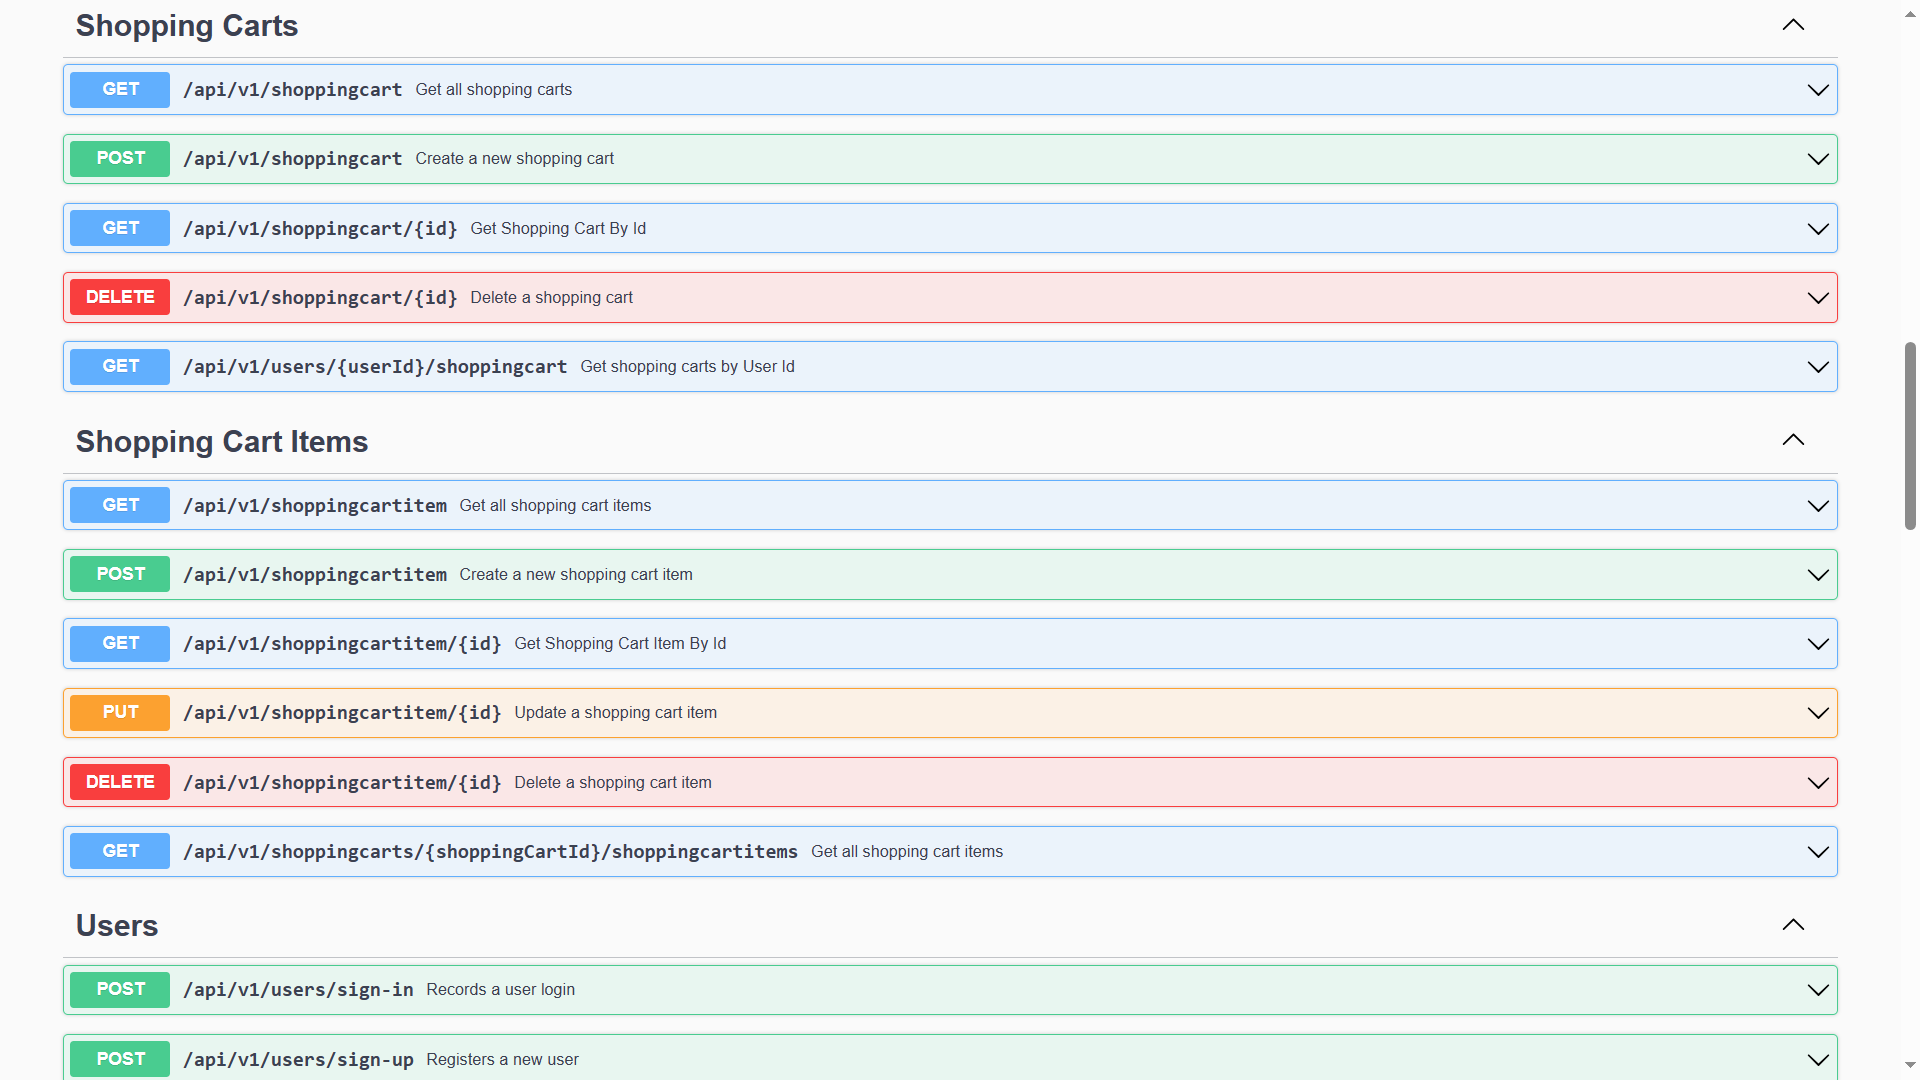 Shopping Carts
GET /api/v1/shoppingcart Get all shopping carts
POST /api/v1/shoppingcart Create a new shopping cart
GET /api/v1/shoppingcart/{id} Get Shopping Cart By Id
DELETE /api/v1/shoppingcart/{id} Delete a shopping cart
GET /api/v1/users/{userId}/shoppingcart Get shopping carts by User Id
Shopping Cart Items
GET /api/v1/shoppingcartitem Get all shopping cart items
POST /api/v1/shoppingcartitem Create a new shopping cart item
GET /api/v1/shoppingcartitem/{id} Get Shopping Cart Item By Id
PUT /api/v1/shoppingcartitem/{id} Update a shopping cart item
DELETE /api/v1/shoppingcartitem/{id} Delete a shopping cart item
GET /api/v1/shoppingcarts/{shoppingCartId}/shoppingcartitems Get all shopping cart items
Users
POST /api/v1/users/sign-in Records a user login
POST /api/v1/users/sign-up Registers a new user